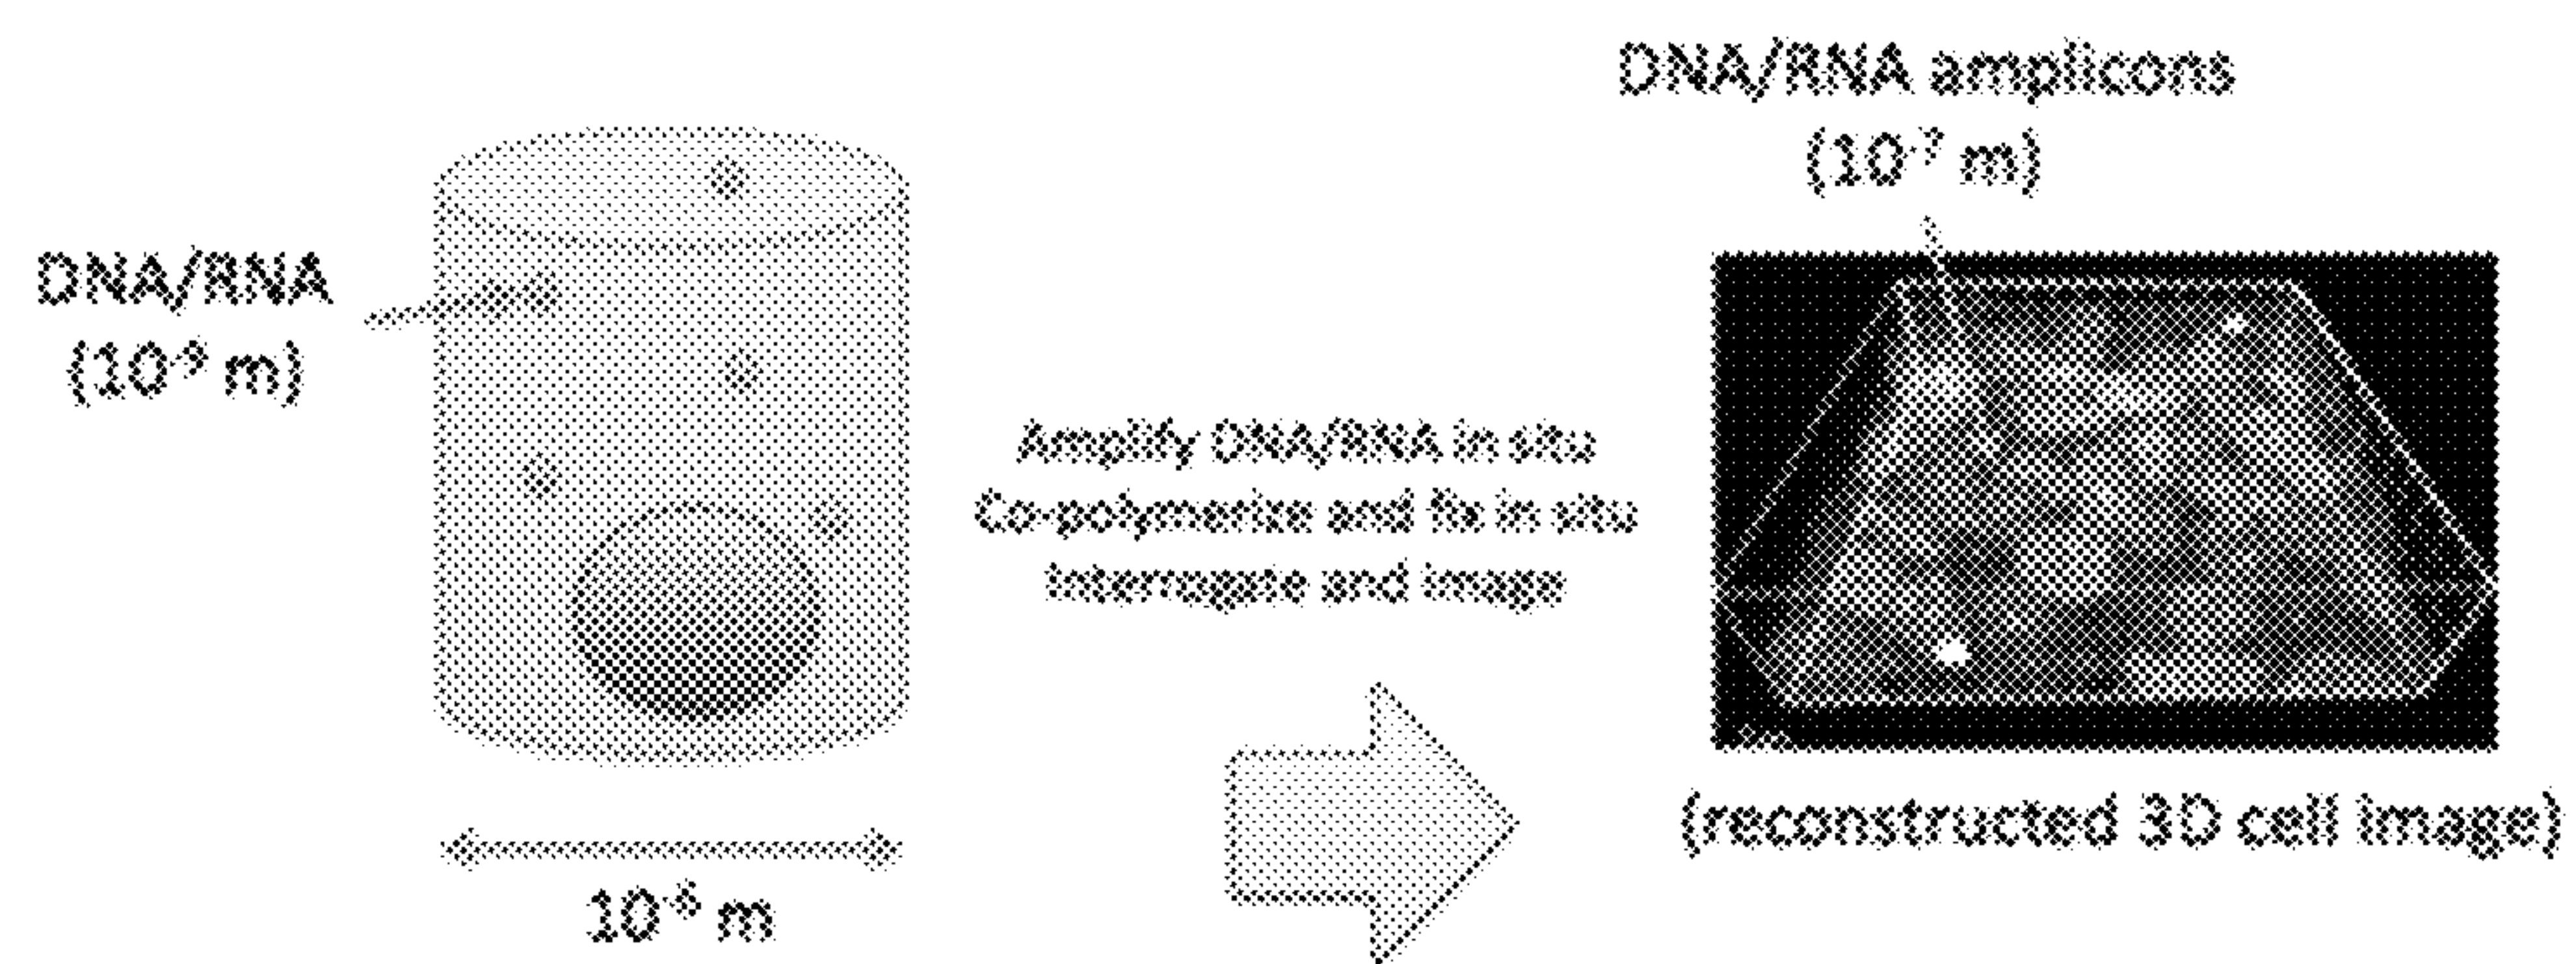 DNA/RNA amplicons
(10⁻⁷ m)
DNA/RNA
(10⁻⁹ m)
Amplify DNA/RNA in situ
Co-polymerize and fix in situ
Interrogate and image
(reconstructed 3D cell image)
10⁻⁶ m